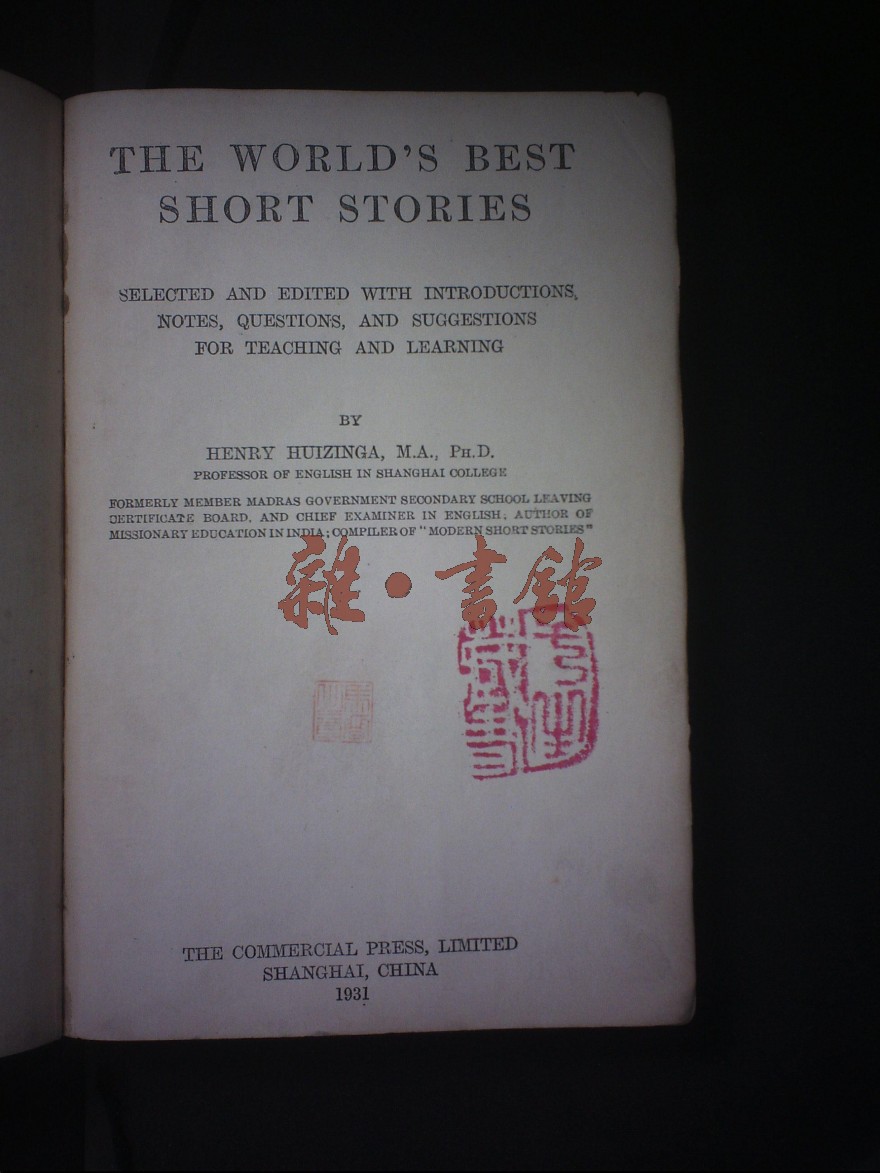 THE WORLD'S BEST
SHORT STORIES
SELECTED AND EDITED WITH INTRODUCTIONS,
NOTES, QUESTIONS, AND SUGGESTIONS
FOR TEACHING AND LEARNING
BY
HENRY HUIZINGA, M.A., PH.D.
PROFESSOR OF ENGLISH IN SHANGHAI COLLEGE
FORMERLY MEMBER MADRAS GOVERNMENT SECONDARY SCHOOL LEAVING
CERTIFICATE BOARD, AND CHIEF EXAMINER IN ENGLISH; AUTHOR OF
MISSIONARY EDUCATION IN INDIA; COMPILER OF "MODERN SHORT STORIES"
雜·書館
THE COMMERCIAL PRESS, LIMITED
SHANGHAI, CHINA
1931